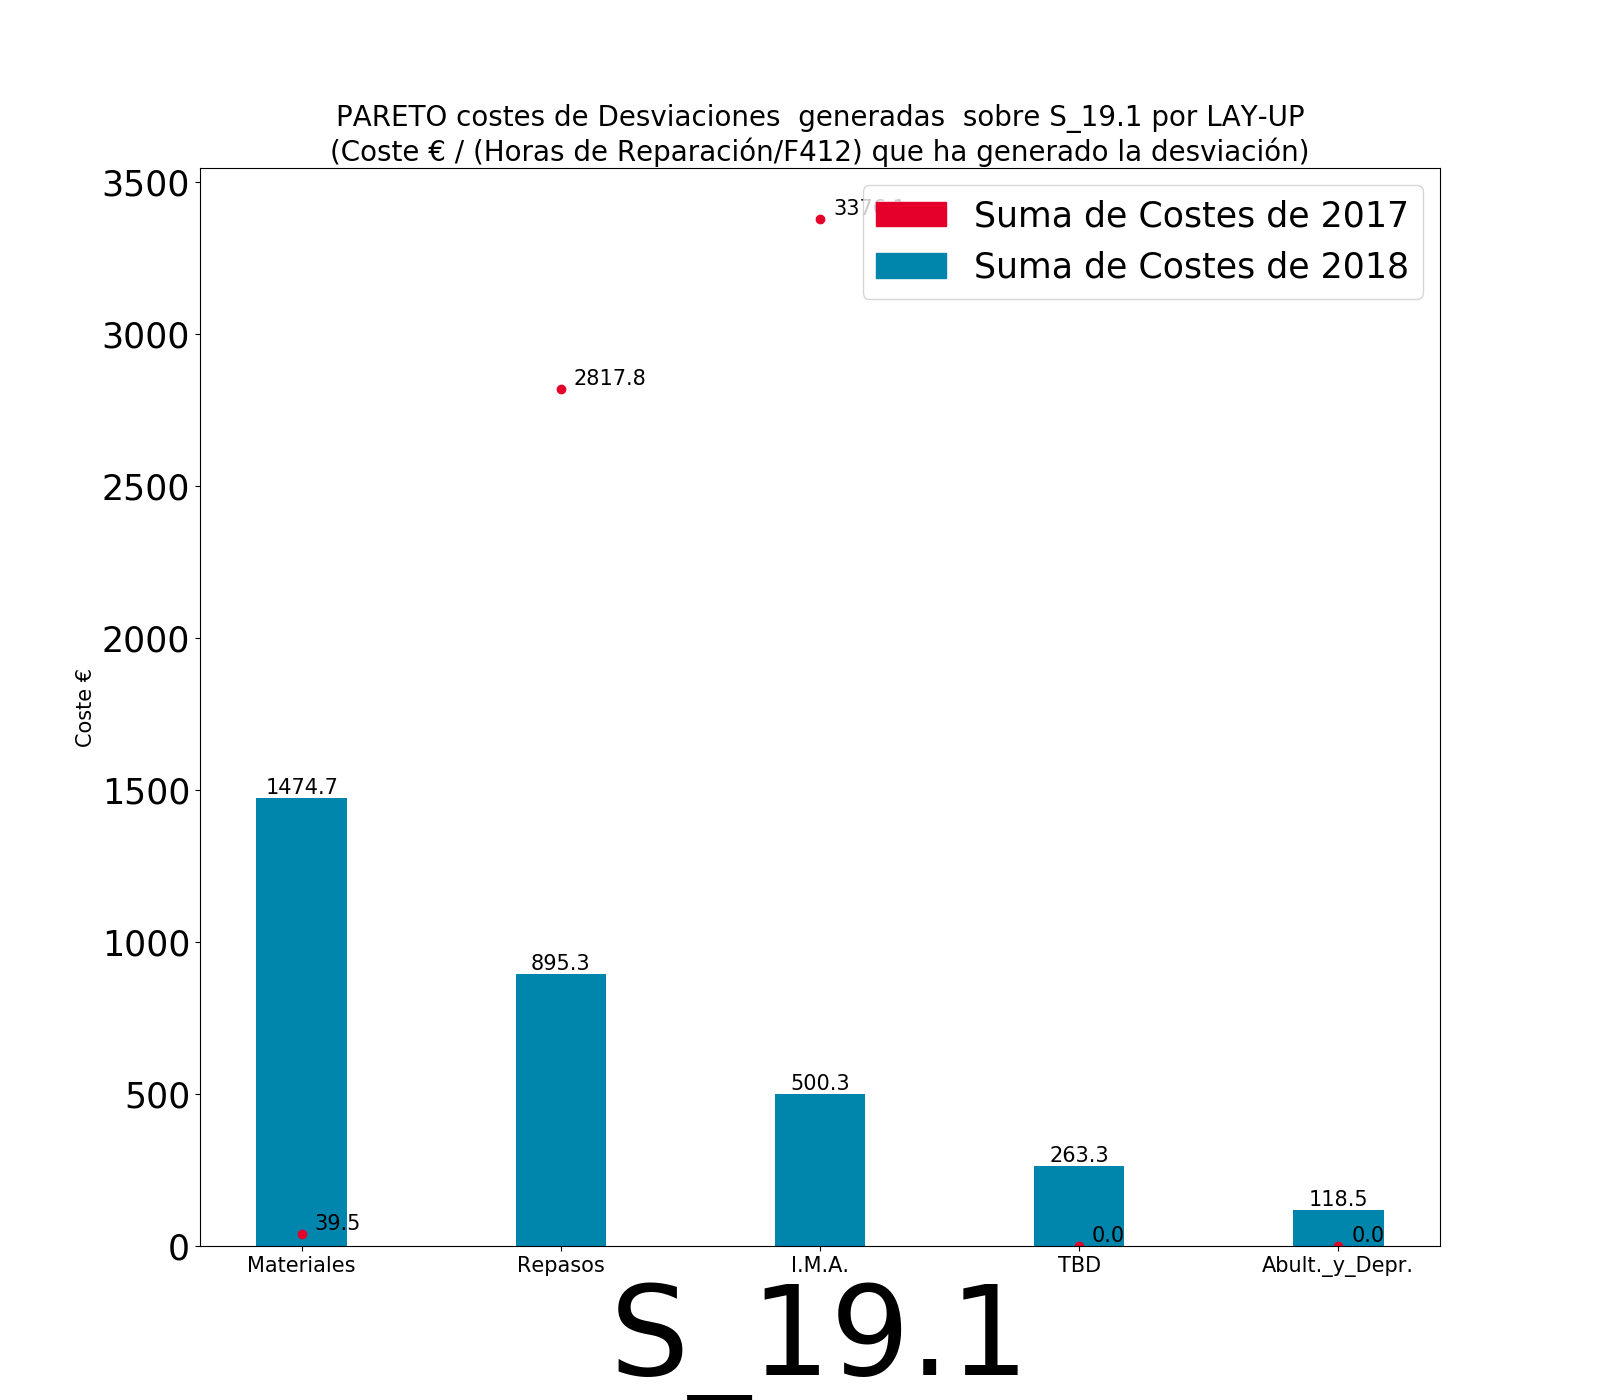 PARETO costes de Desviaciones  generadas  sobre S_19.1 por LAY-UP
(Coste € / (Horas de Reparación/F412) que ha generado la desviación)
Suma de Costes de 2017
Suma de Costes de 2018
Coste €
3500
3000
2500
2000
1500
1000
500
0
2817.8
1474.7
895.3
500.3
263.3
118.5
39.5
0.0
0.0
Materiales
Repasos
I.M.A.
TBD
Abult._y_Depr.
S_19.1